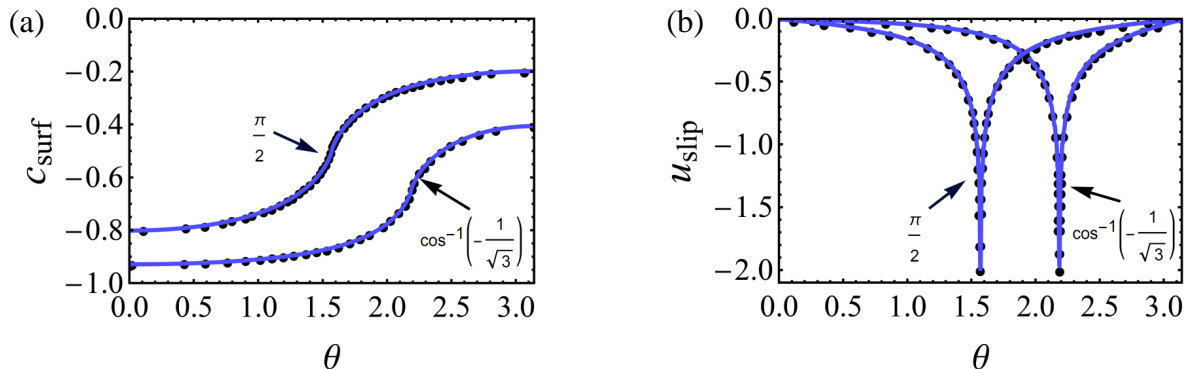 (a)
0.0
−0.2
−0.4
−0.6
−0.8
−1.0
c_surf
π/2
cos⁻¹(−1/√3)
0.0 0.5 1.0 1.5 2.0 2.5 3.0
θ
(b)
0.0
−0.5
−1.0
−1.5
−2.0
u_slip
π/2
cos⁻¹(−1/√3)
0.0 0.5 1.0 1.5 2.0 2.5 3.0
θ